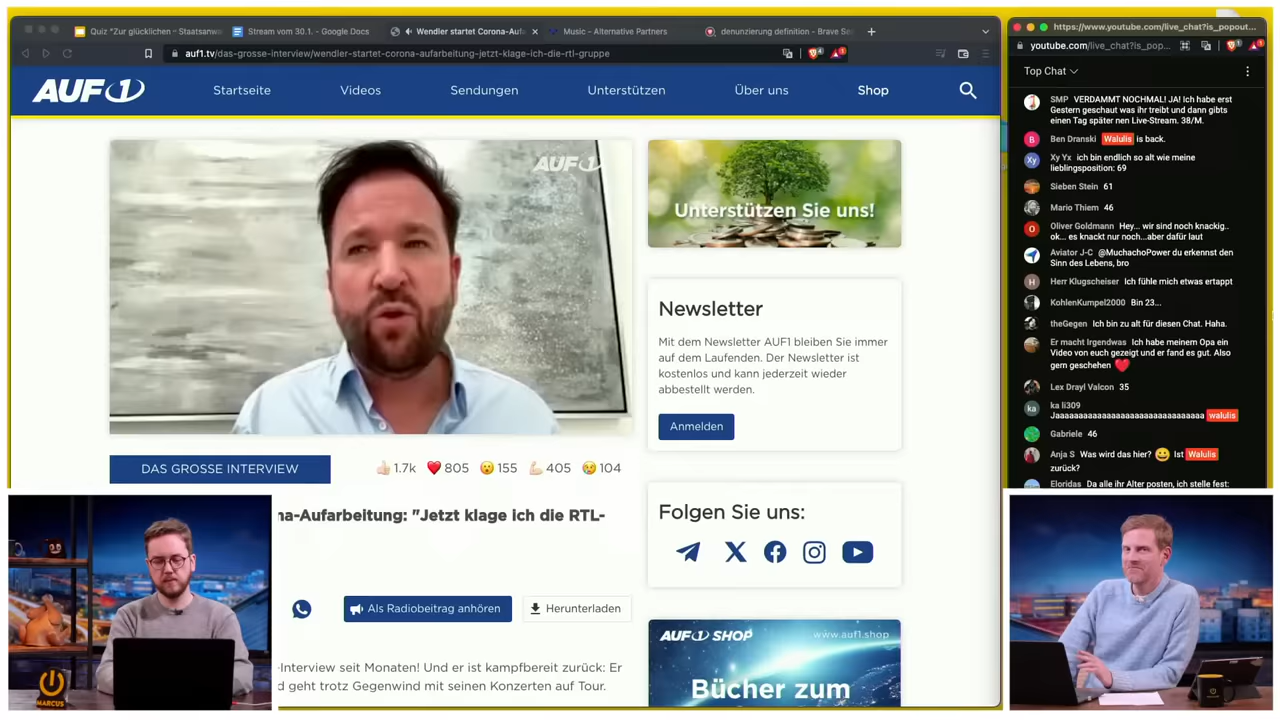 Quiz "Zur glücklichen - Staatsanw
Stream vom 30.1. - Google Docs
Wendler startet Corona-Auf
Music - Alternative Partners
denunzierung definition - Brave Se
https://www.youtube.com/live_chat?is_popout...
auf1.tv/das-grosse-interview/wendler-startet-corona-aufarbeitung-jetzt-klage-ich-die-rtl-gruppe
youtube.com/live_chat?is_pop...
AUF1
Startseite
Videos
Sendungen
Unterstützen
Über uns
Shop
AUF1
Unterstützen Sie uns!
Newsletter
Mit dem Newsletter AUF1 bleiben Sie immer
auf dem Laufenden. Der Newsletter ist
kostenlos und kann jederzeit wieder
abbestellt werden.
Anmelden
DAS GROSSE INTERVIEW
1.7k
805
155
405
104
na-Aufarbeitung: "Jetzt klage ich die RTL-
Folgen Sie uns:
Als Radiobeitrag anhören
Herunterladen
-Interview seit Monaten! Und er ist kampfbereit zurück: Er
d geht trotz Gegenwind mit seinen Konzerten auf Tour.
AUF1 SHOP
www.auf1.shop
Bücher zum
Top Chat
SMP VERDAMMT NOCHMAL! JA! Ich habe erst
Gestern geschaut was ihr treibt und dann gibts
einen Tag später nen Live-Stream. 38/M.
B
Ben Dranski Walulis is back.
Xy
Xy Yx ich bin endlich so alt wie meine
lieblingsposition: 69
Sieben Stein 61
Mario Thiem 46
O
Oliver Goldmann Hey... wir sind noch knackig..
ok... es knackt nur noch...aber dafür laut
Aviator J-C @MuchachoPower du erkennst den
Sinn des Lebens, bro
H
Herr Klugscheiser Ich fühle mich etwas ertappt
KohlenKumpel2000 Bin 23...
theGegen Ich bin zu alt für diesen Chat. Haha.
Er macht Irgendwas Ich habe meinem Opa ein
Video von euch gezeigt und er fand es gut. Also
gern geschehen
Lex Drayl Valcon 35
ka
ka li309
Jaaaaaaaaaaaaaaaaaaaaaaaaaaaaaaaa walulis
Gabriele 46
Anja S Was wird das hier? Ist Walulis
zurück?
Eloridas Da alle ihr Alter posten, ich stelle fest:
MARCUS